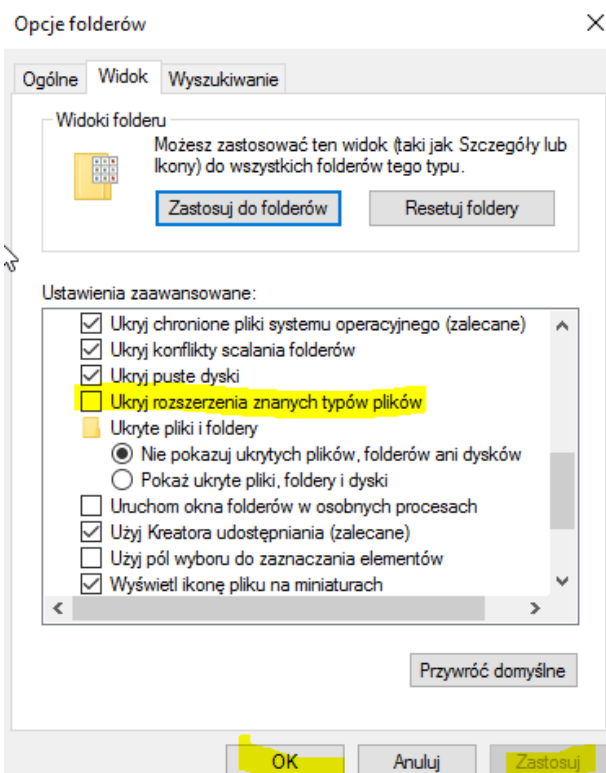 Opcje folderów
Ogólne Widok Wyszukiwanie
Widoki folderu
Możesz zastosować ten widok (taki jak Szczegóły lub
Ikony) do wszystkich folderów tego typu.
Zastosuj do folderów Resetuj foldery
Ustawienia zaawansowane:
Ukryj chronione pliki systemu operacyjnego (zalecane)
Ukryj konflikty scalania folderów
Ukryj puste dyski
Ukryj rozszerzenia znanych typów plików
Ukryte pliki i foldery
Nie pokazuj ukrytych plików, folderów ani dysków
Pokaż ukryte pliki, foldery i dyski
Uruchom okna folderów w osobnych procesach
Użyj Kreatora udostępniania (zalecane)
Użyj pól wyboru do zaznaczania elementów
Wyświetl ikonę pliku na miniaturach
Przywróć domyślne
OK Anuluj Zastosuj